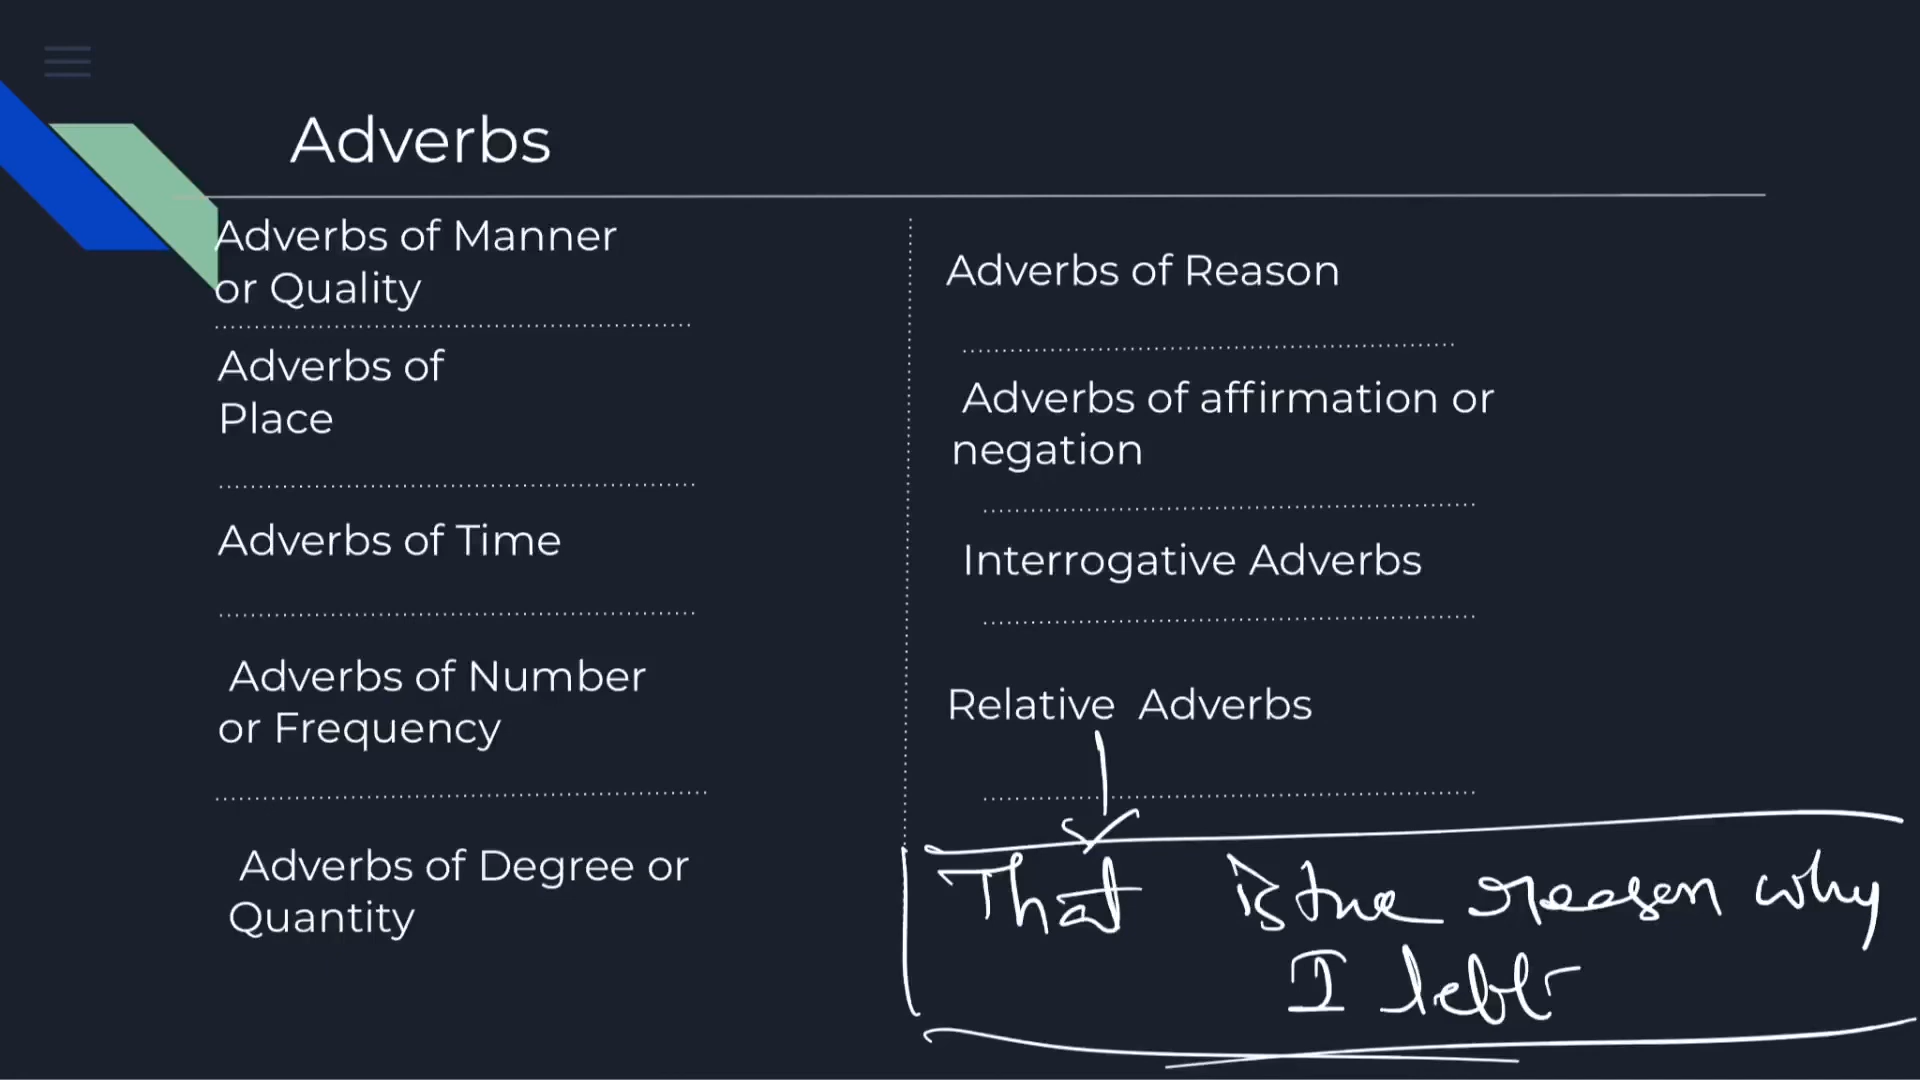 Adverbs
Adverbs of Manner
or Quality
Adverbs of
Place
Adverbs of Time
Adverbs of Number
or Frequency
Adverbs of Degree or
Quantity
Adverbs of Reason
Adverbs of affirmation or
negation
Interrogative Adverbs
Relative Adverbs
That is the reason why
I left